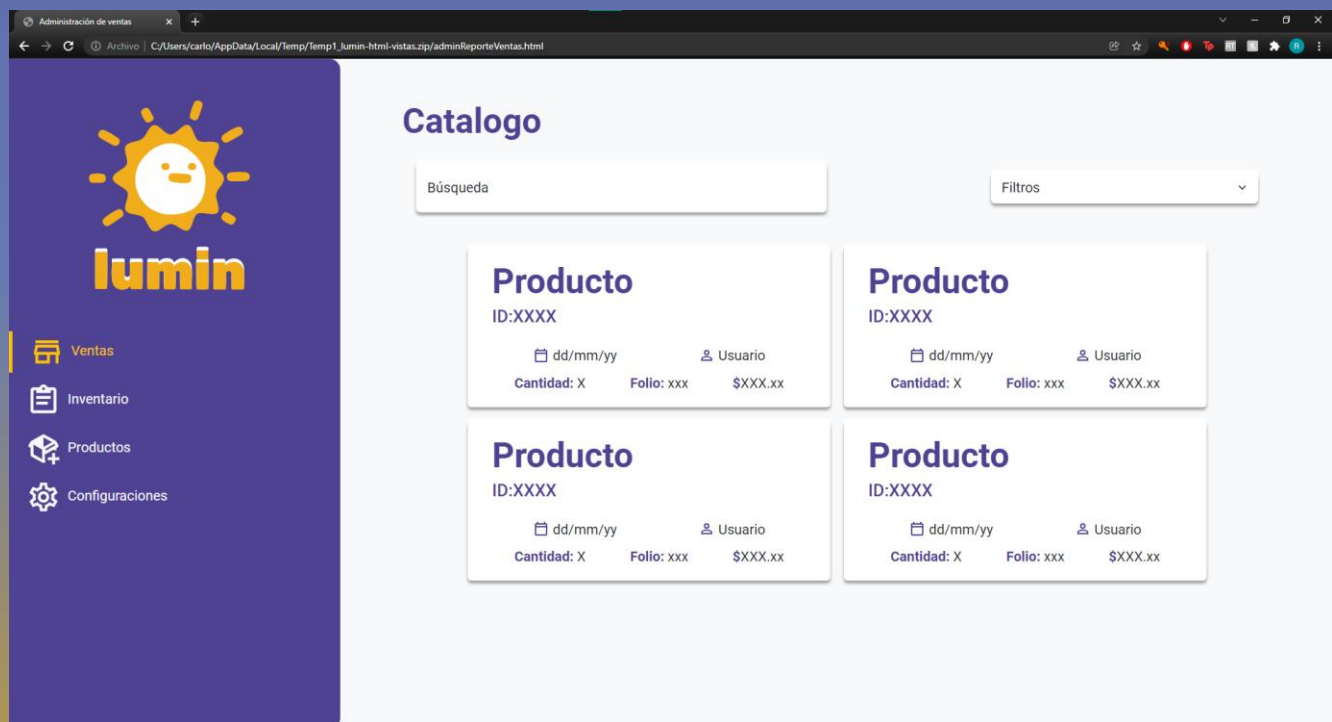 Administración de ventas
Archivo | C:/Users/carlo/AppData/Local/Temp/Temp1_lumin-html-vistas.zip/adminReporteVentas.html
Tp
RT
R
lumin
Ventas
Inventario
Productos
Configuraciones
Catalogo
Búsqueda
Filtros
Producto
ID:XXXX
dd/mm/yy Usuario
Cantidad: X Folio: xxx $XXX.xx
Producto
ID:XXXX
dd/mm/yy Usuario
Cantidad: X Folio: xxx $XXX.xx
Producto
ID:XXXX
dd/mm/yy Usuario
Cantidad: X Folio: xxx $XXX.xx
Producto
ID:XXXX
dd/mm/yy Usuario
Cantidad: X Folio: xxx $XXX.xx